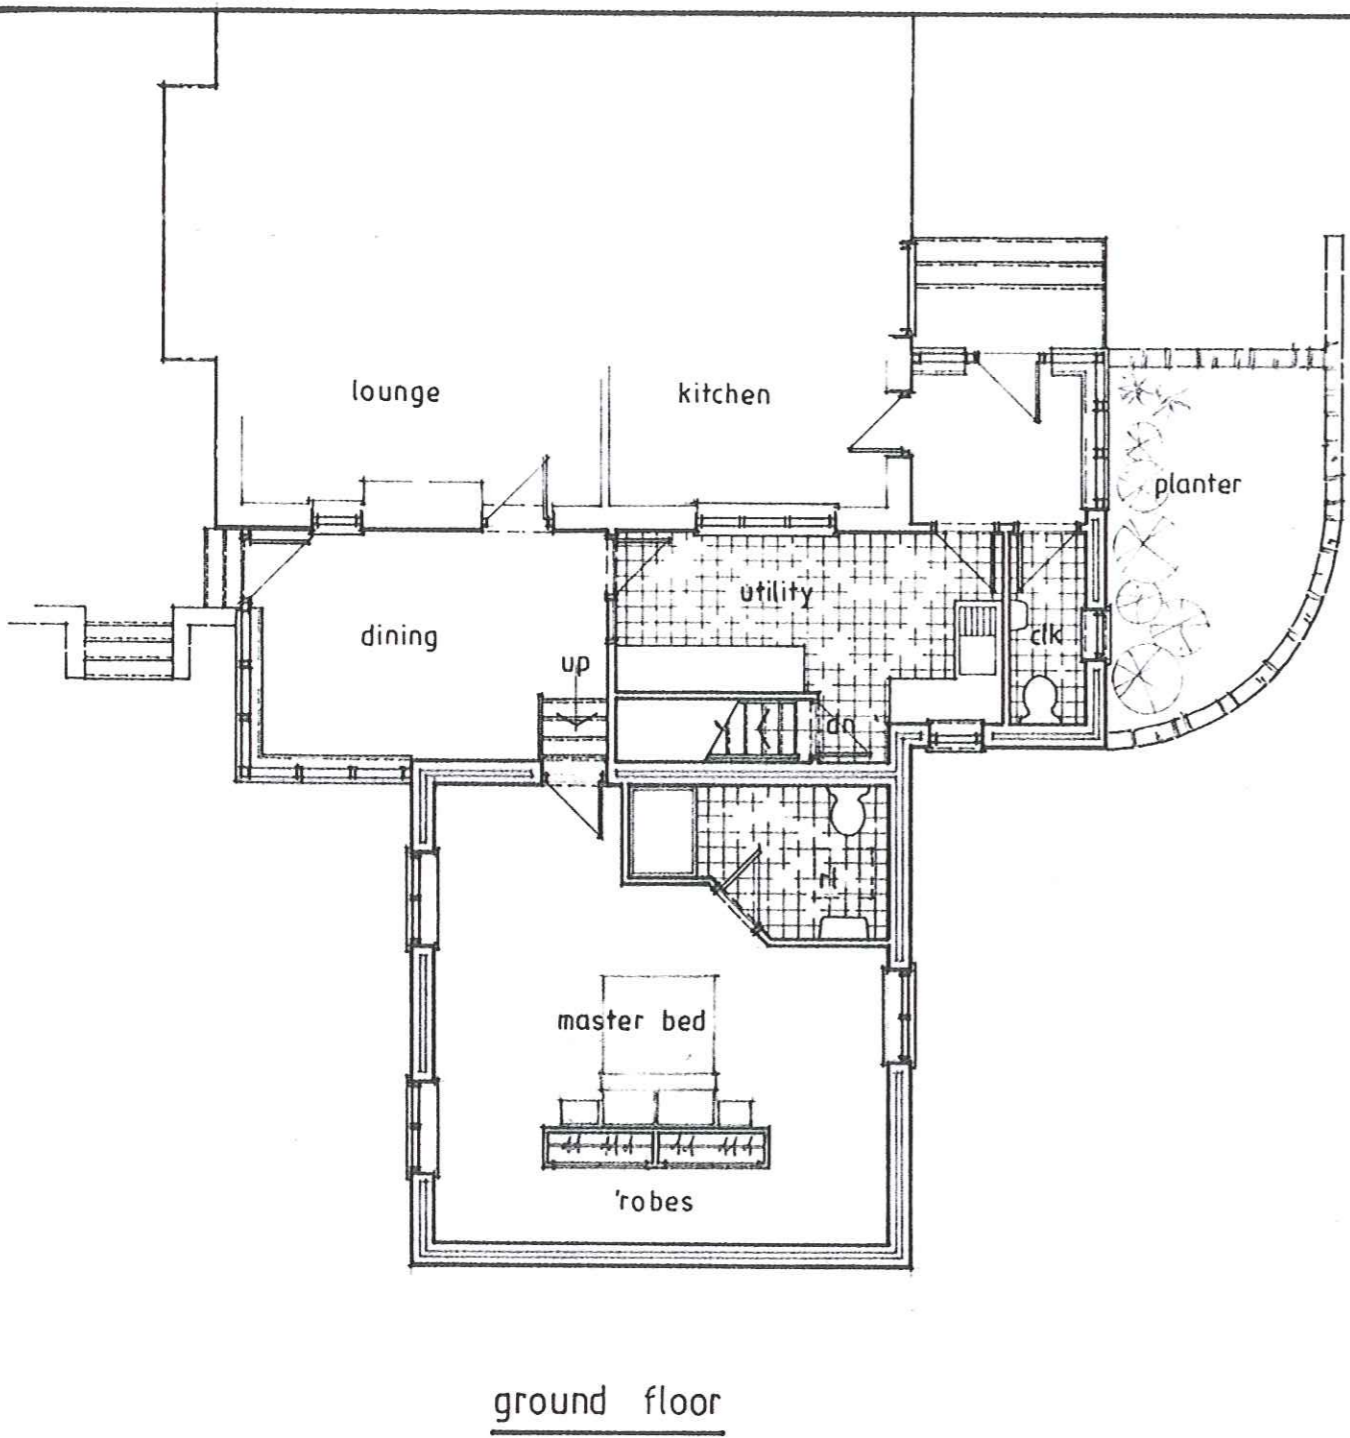 lounge
kitchen
planter
utility
dining
clk
up
dn
master bed
'robes
ground floor